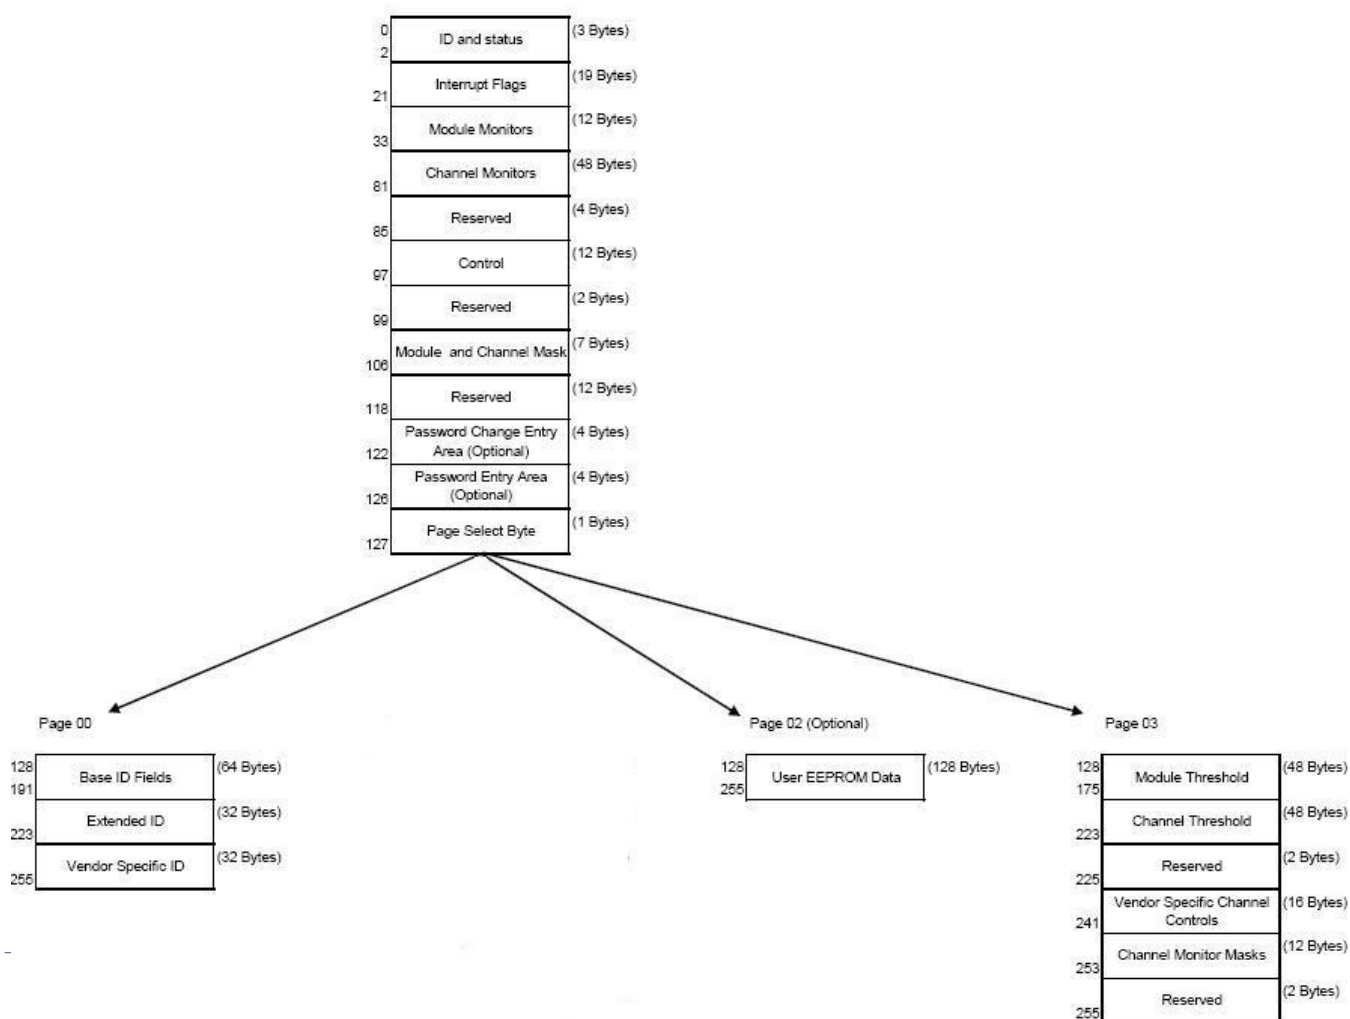 0
ID and status
(3 Bytes)
2
Interrupt Flags
(19 Bytes)
21
Module Monitors
(12 Bytes)
33
Channel Monitors
(48 Bytes)
81
Reserved
(4 Bytes)
85
Control
(12 Bytes)
97
Reserved
(2 Bytes)
99
Module and Channel Mask
(7 Bytes)
106
Reserved
(12 Bytes)
118
Password Change Entry
Area (Optional)
(4 Bytes)
122
Password Entry Area
(Optional)
(4 Bytes)
126
Page Select Byte
(1 Bytes)
127
Page 00
128
Base ID Fields
(64 Bytes)
191
Extended ID
(32 Bytes)
223
Vendor Specific ID
(32 Bytes)
255
Page 02 (Optional)
128
User EEPROM Data
(128 Bytes)
255
Page 03
128
Module Threshold
(48 Bytes)
175
Channel Threshold
(48 Bytes)
223
Reserved
(2 Bytes)
225
Vendor Specific Channel
Controls
(16 Bytes)
241
Channel Monitor Masks
(12 Bytes)
253
Reserved
(2 Bytes)
255